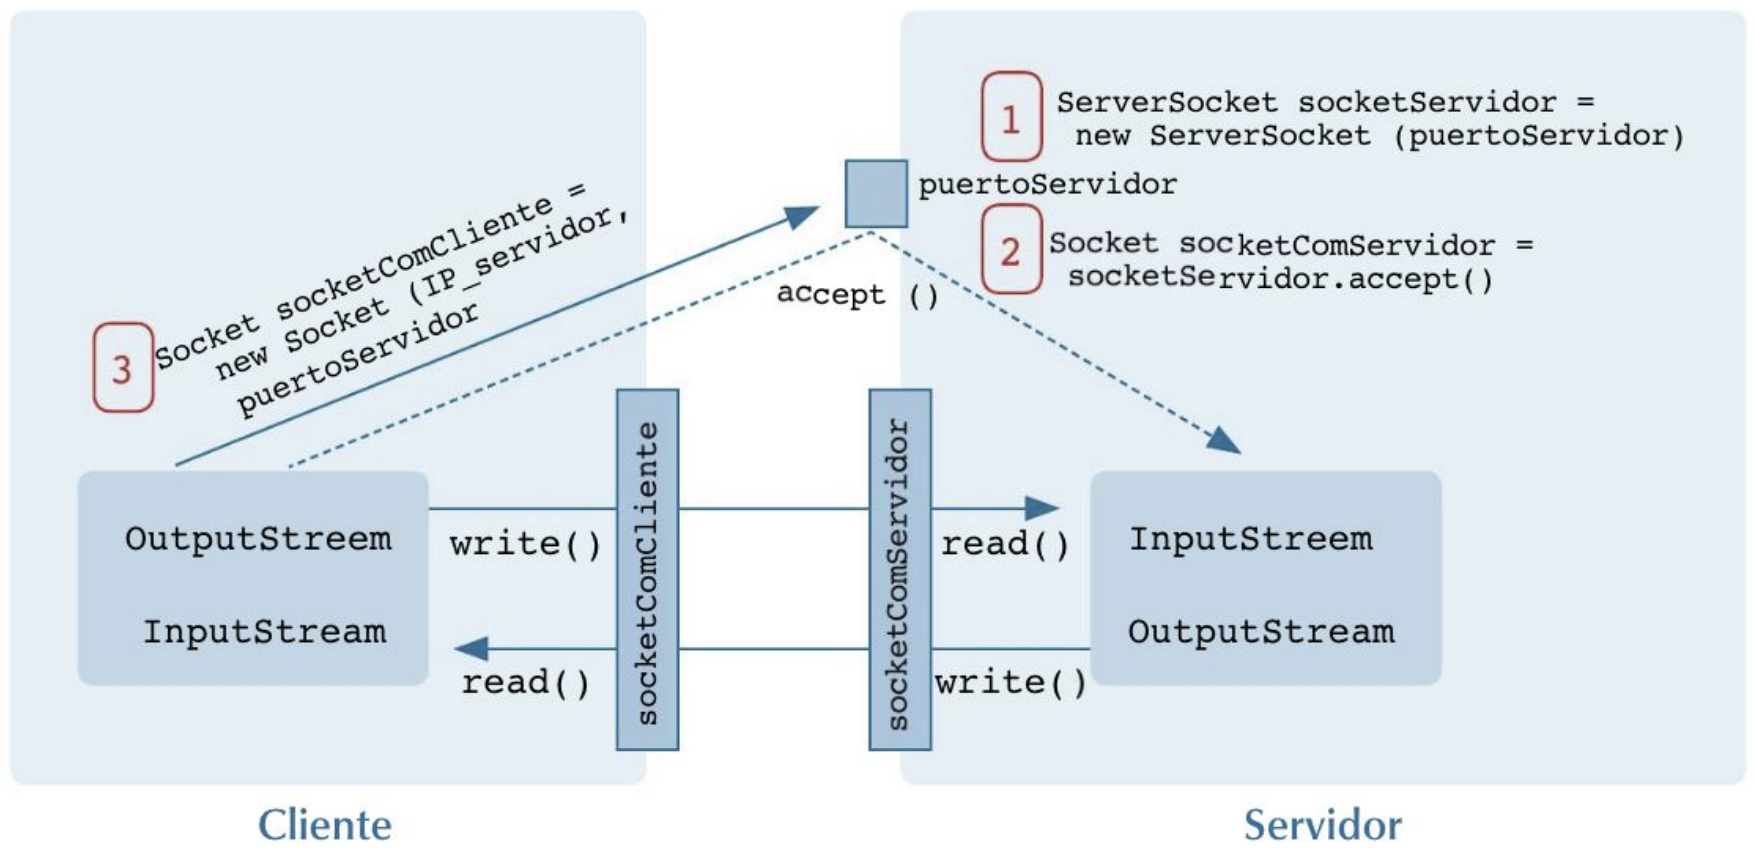 1
ServerSocket socketServidor =
new ServerSocket (puertoServidor)
puertoServidor
2
Socket socketComServidor =
socketServidor.accept()
accept ()
3
Socket socketComCliente =
new Socket (IP_servidor,
puertoServidor
socketComCliente
socketComServidor
OutputStreem
write()
read()
InputStreem
InputStream
read()
write()
OutputStream
Cliente
Servidor